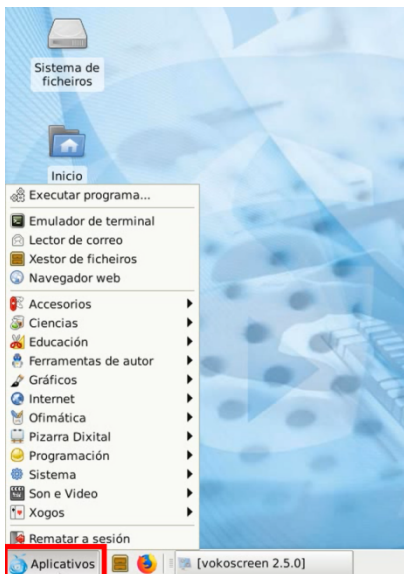 Sistema de
ficheiros
Inicio
Executar programa...
Emulador de terminal
Lector de correo
Xestor de ficheiros
Navegador web
Accesorios
Ciencias
Educación
Ferramentas de autor
Gráficos
Internet
Ofimática
Pizarra Dixital
Programación
Sistema
Son e Video
Xogos
Rematar a sesión
Aplicativos
[vokoscreen 2.5.0]